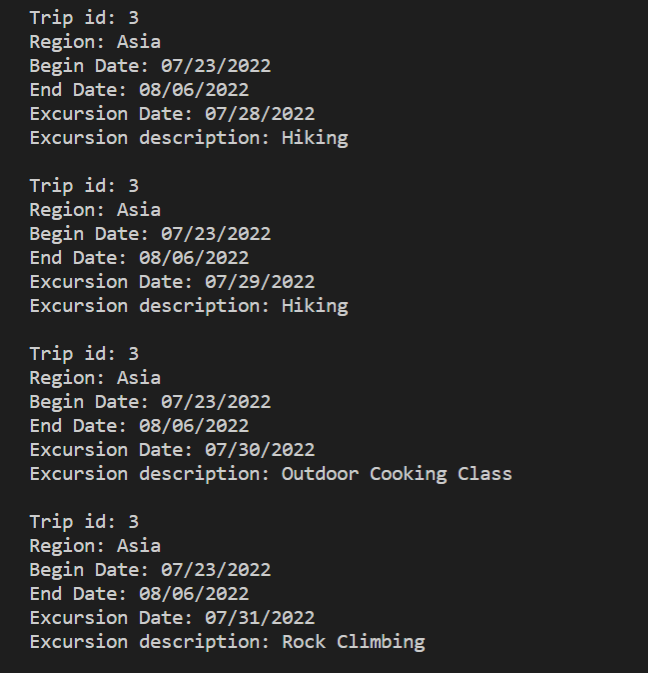 Trip id: 3
Region: Asia
Begin Date: 07/23/2022
End Date: 08/06/2022
Excursion Date: 07/28/2022
Excursion description: Hiking
Trip id: 3
Region: Asia
Begin Date: 07/23/2022
End Date: 08/06/2022
Excursion Date: 07/29/2022
Excursion description: Hiking
Trip id: 3
Region: Asia
Begin Date: 07/23/2022
End Date: 08/06/2022
Excursion Date: 07/30/2022
Excursion description: Outdoor Cooking Class
Trip id: 3
Region: Asia
Begin Date: 07/23/2022
End Date: 08/06/2022
Excursion Date: 07/31/2022
Excursion description: Rock Climbing